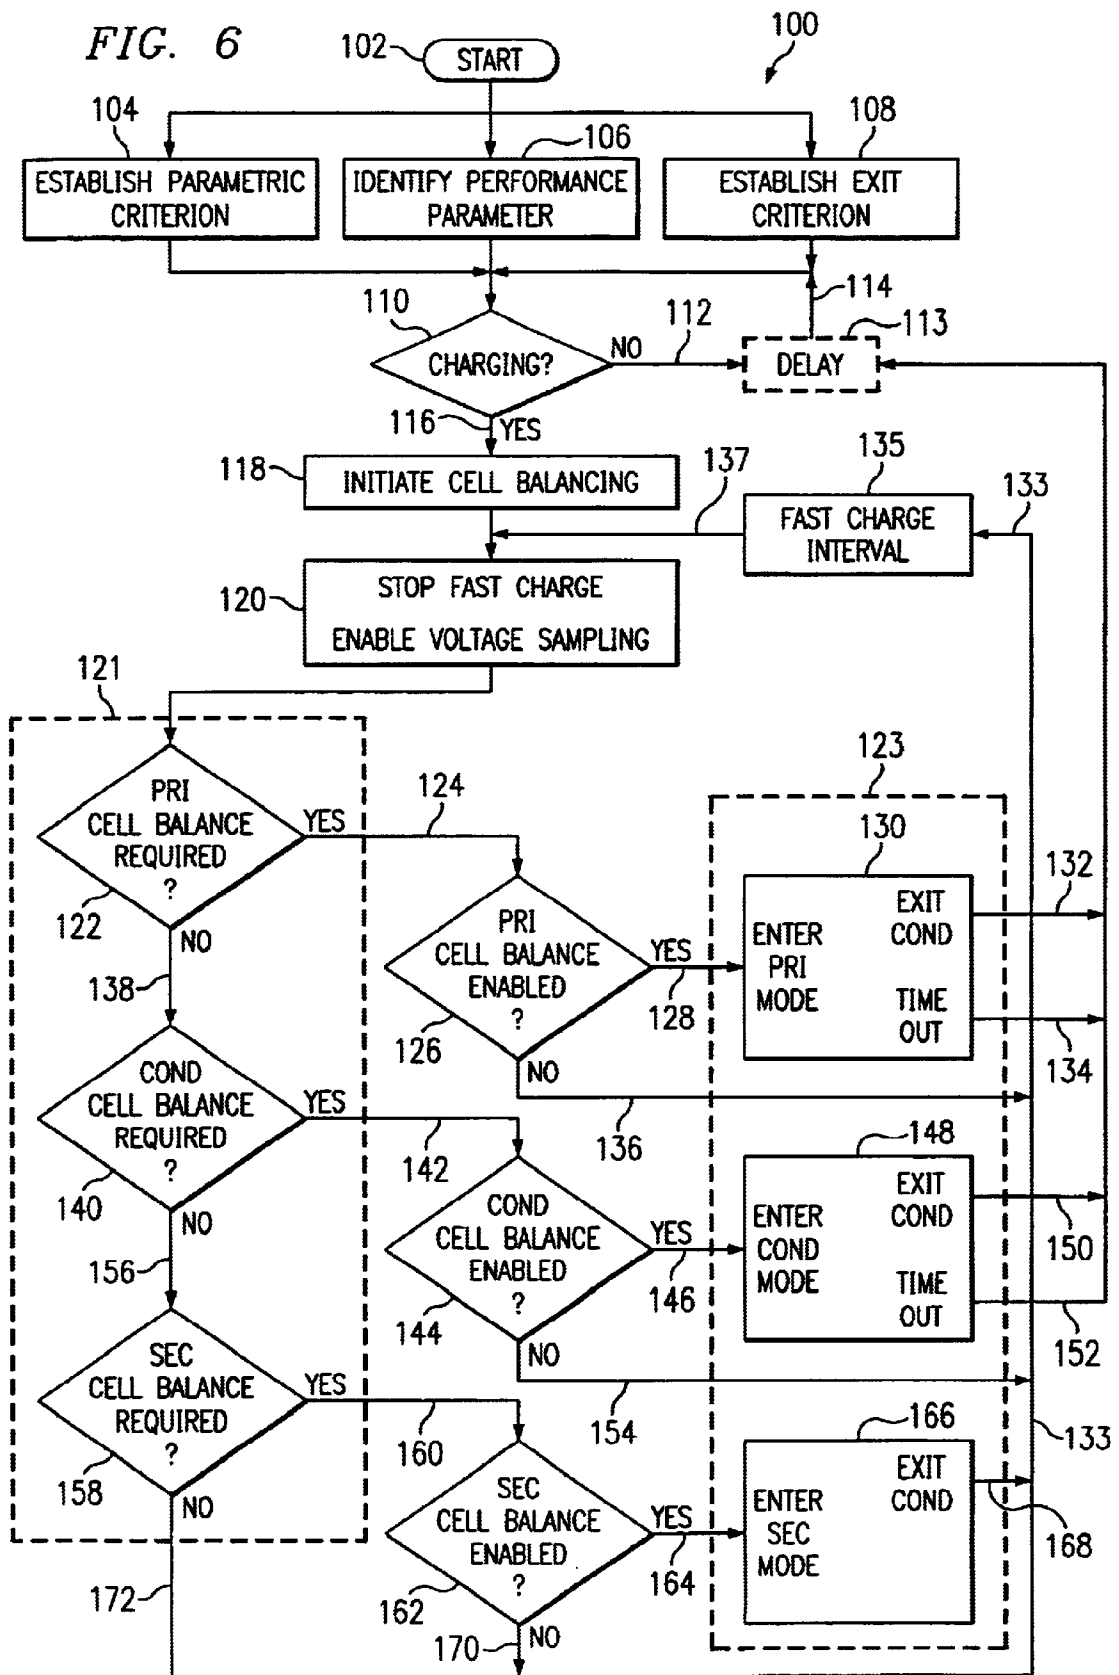 FIG. 6
100
102
START
104
106
108
ESTABLISH PARAMETRIC
CRITERION
IDENTIFY PERFORMANCE
PARAMETER
ESTABLISH EXIT
CRITERION
114
110
112
113
CHARGING?
NO
DELAY
116
YES
118
INITIATE CELL BALANCING
137
135
133
FAST CHARGE
INTERVAL
120
STOP FAST CHARGE
ENABLE VOLTAGE SAMPLING
121
123
PRI
CELL BALANCE
REQUIRED
?
YES
124
122
NO
138
PRI
CELL BALANCE
ENABLED
?
YES
128
126
NO
136
130
ENTER
PRI
MODE
EXIT
COND
TIME
OUT
132
134
COND
CELL BALANCE
REQUIRED
?
YES
142
140
NO
156
COND
CELL BALANCE
ENABLED
?
YES
146
144
NO
154
148
ENTER
COND
MODE
EXIT
COND
TIME
OUT
150
152
SEC
CELL BALANCE
REQUIRED
?
YES
160
158
NO
172
SEC
CELL BALANCE
ENABLED
?
YES
164
162
170
NO
166
ENTER
SEC
MODE
EXIT
COND
133
168